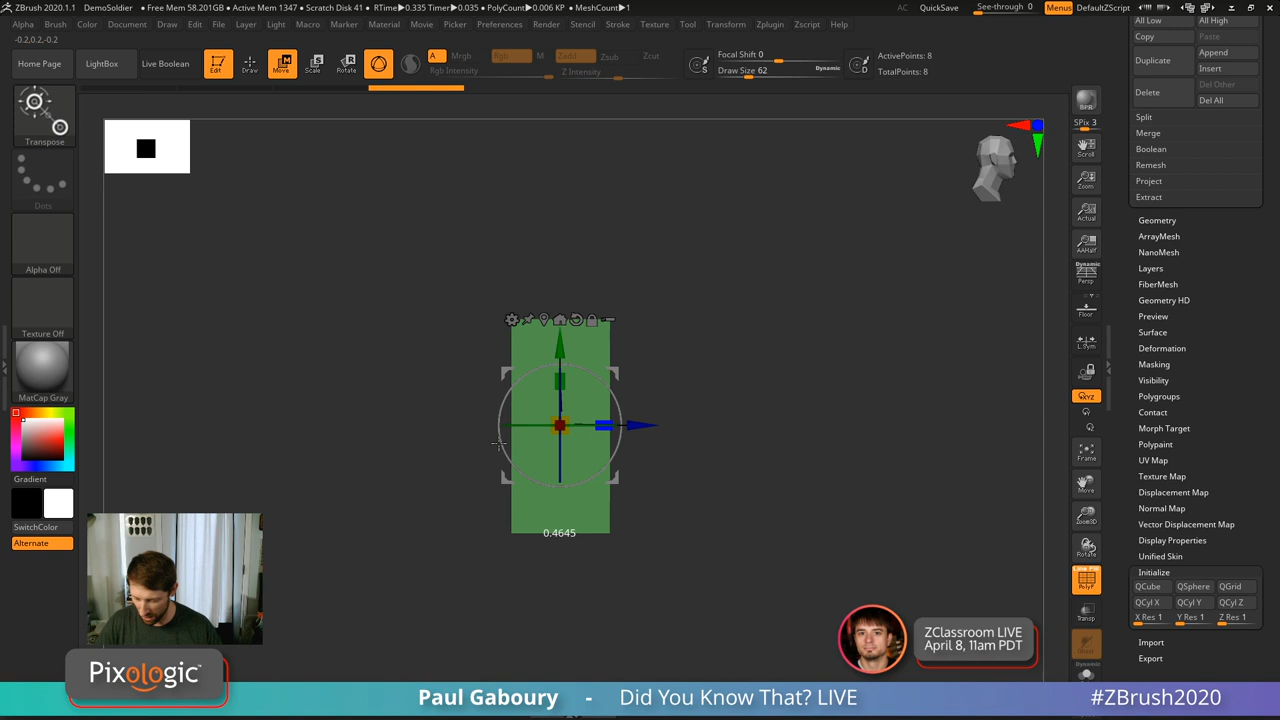 ZBrush 2020.1.1 DemoSoldier • Free Mem 58.201GB • Active Mem 1347 • Scratch Disk 41 • RTime▶0.335 Timer▶0.035 • PolyCount▶0.006 KP • MeshCount▶1 AC QuickSave See-through 0 Menus DefaultZScript
Alpha Brush Color Document Draw Edit File Layer Light Macro Marker Material Movie Picker Preferences Render Stencil Stroke Texture Tool Transform Zplugin Zscript
-0.2,0.2,-0.2
Home Page LightBox Live Boolean Edit Draw Move Scale Rotate A Mrgb Rgb M Zadd Zsub Zcut
Rgb Intensity Z Intensity
S Focal Shift 0
Draw Size 62 Dynamic
D ActivePoints: 8
TotalPoints: 8
Transpose
Dots
Alpha Off
Texture Off
MatCap Gray
Gradient
SwitchColor
Alternate
0.4645
BPR
SPix 3
Scroll
Zoom
Actual
AAHalf
Dynamic
Persp
Floor
L.Sym
XYZ
Frame
Move
Zoom3D
Rotate
Line Fill
PolyF
Transp
Dynamic
All Low All High
Copy Paste
Duplicate Append
Insert
Delete Del Other
Del All
Split
Merge
Boolean
Remesh
Project
Extract
Geometry
ArrayMesh
NanoMesh
Layers
FiberMesh
Geometry HD
Preview
Surface
Deformation
Masking
Visibility
Polygroups
Contact
Morph Target
Polypaint
UV Map
Texture Map
Displacement Map
Normal Map
Vector Displacement Map
Display Properties
Unified Skin
Initialize
QCube QSphere QGrid
QCyl X QCyl Y QCyl Z
X Res 1 Y Res 1 Z Res 1
Import
Export
ZClassroom LIVE
April 8, 11am PDT
Pixologic™
Paul Gaboury - Did You Know That? LIVE #ZBrush2020